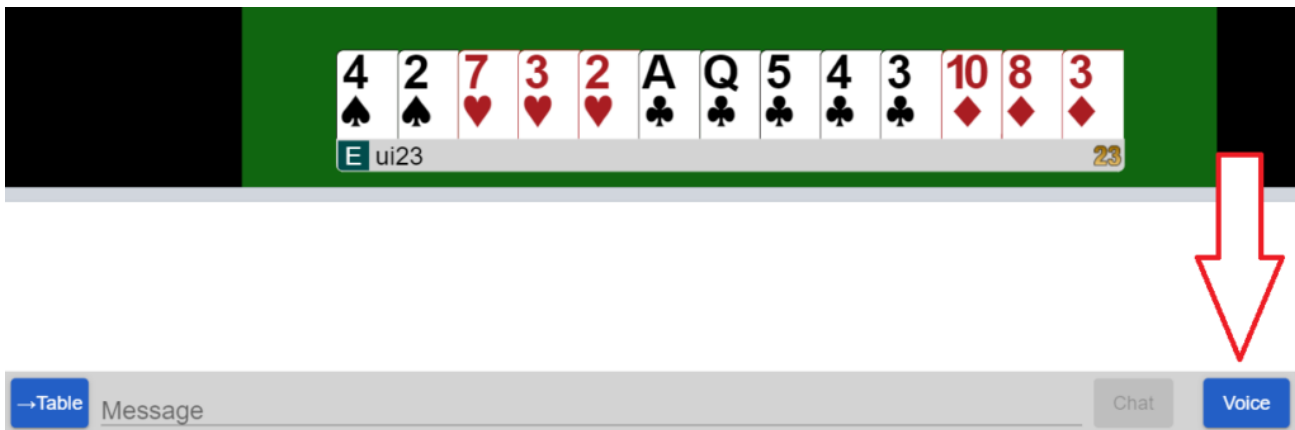 4 2 7 3 2 A Q 5 4 3 10 8 3
♠ ♠ ♥ ♥ ♥ ♣ ♣ ♣ ♣ ♣ ♦ ♦ ♦
E ui23 23
→Table Message Chat Voice